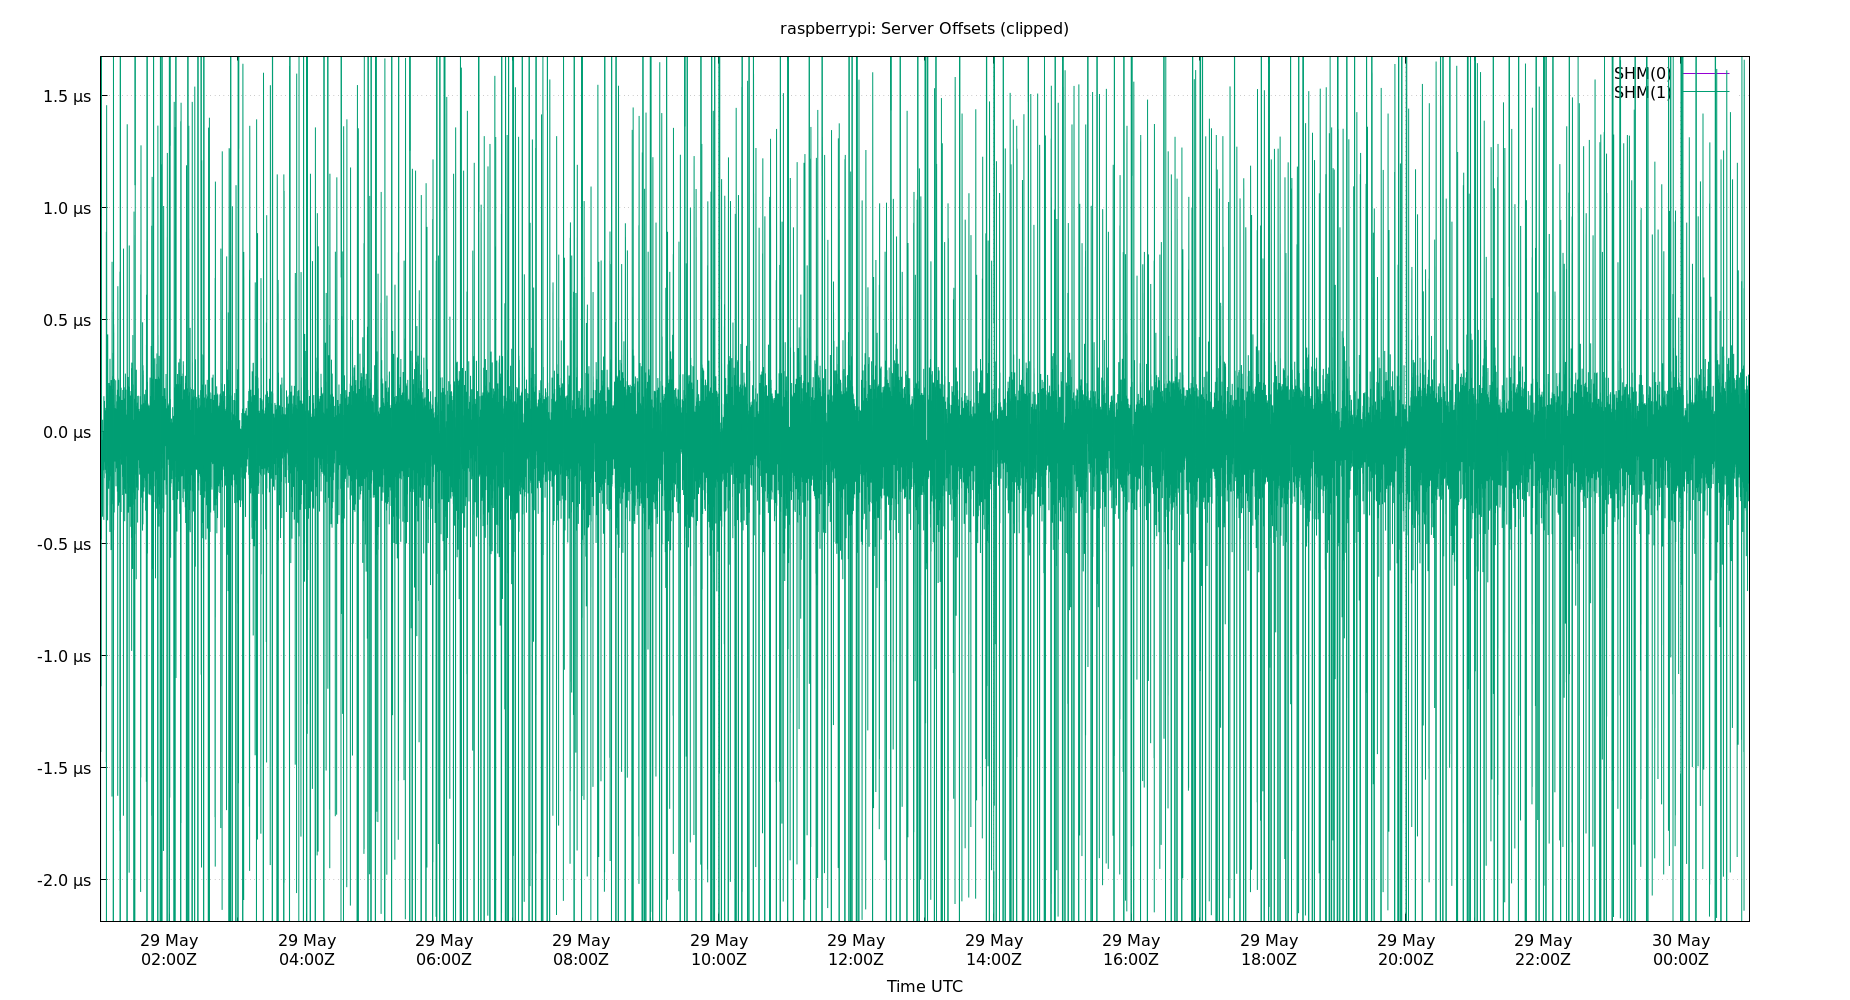 raspberrypi: Server Offsets (clipped)
SHM(0)
SHM(1)
1.5 µs
1.0 µs
0.5 µs
0.0 µs
-0.5 µs
-1.0 µs
-1.5 µs
-2.0 µs
29 May 29 May 29 May 29 May 29 May 29 May 29 May 29 May 29 May 29 May 29 May 30 May
02:00Z 04:00Z 06:00Z 08:00Z 10:00Z 12:00Z 14:00Z 16:00Z 18:00Z 20:00Z 22:00Z 00:00Z
Time UTC